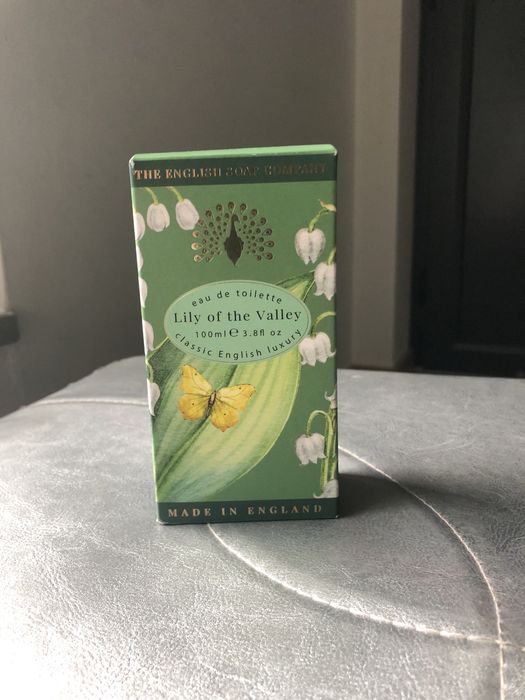 THE ENGLISH SOAP COMPANY
eau de toilette
Lily of the Valley
100ml ℮ 3.8fl oz
classic English luxury
MADE IN ENGLAND